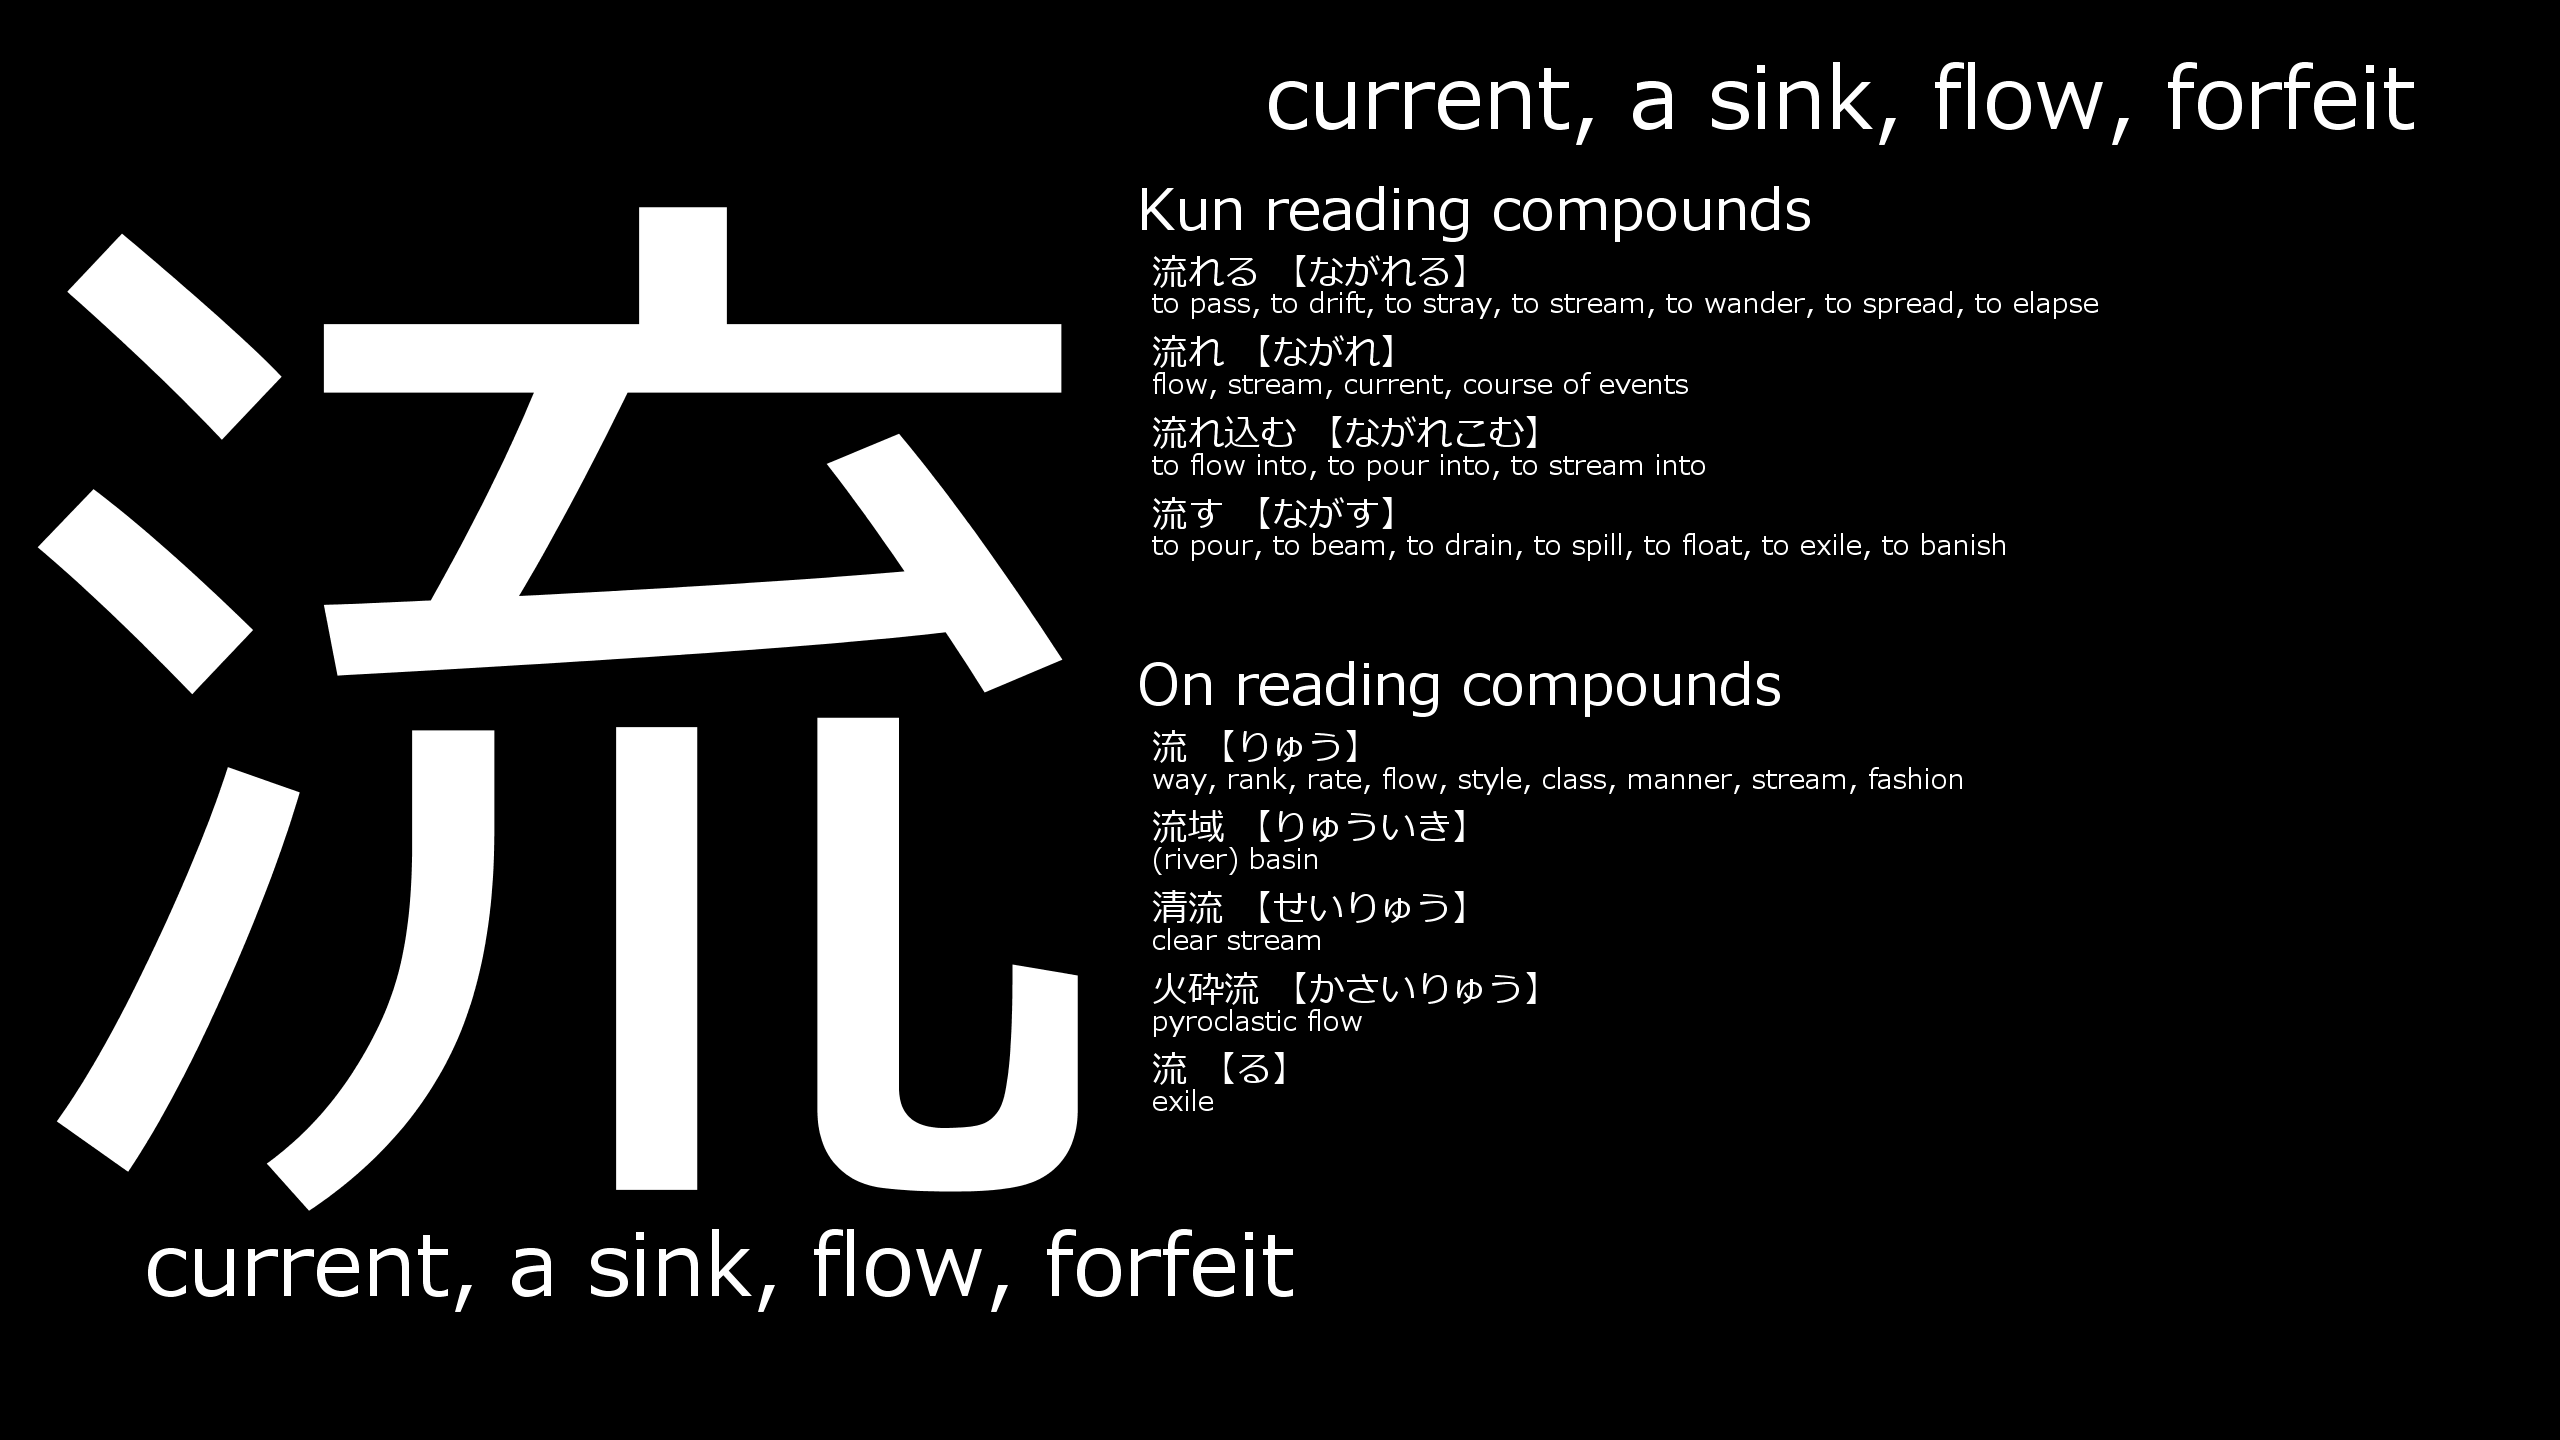 流
current, a sink, flow, forfeit
current, a sink, flow, forfeit
Kun reading compounds
流れる 【ながれる】
to pass, to drift, to stray, to stream, to wander, to spread, to elapse
流れ 【ながれ】
flow, stream, current, course of events
流れ込む 【ながれこむ】
to flow into, to pour into, to stream into
流す 【ながす】
to pour, to beam, to drain, to spill, to float, to exile, to banish
On reading compounds
流 【りゅう】
way, rank, rate, flow, style, class, manner, stream, fashion
流域 【りゅういき】
(river) basin
清流 【せいりゅう】
clear stream
火砕流 【かさいりゅう】
pyroclastic flow
流 【る】
exile